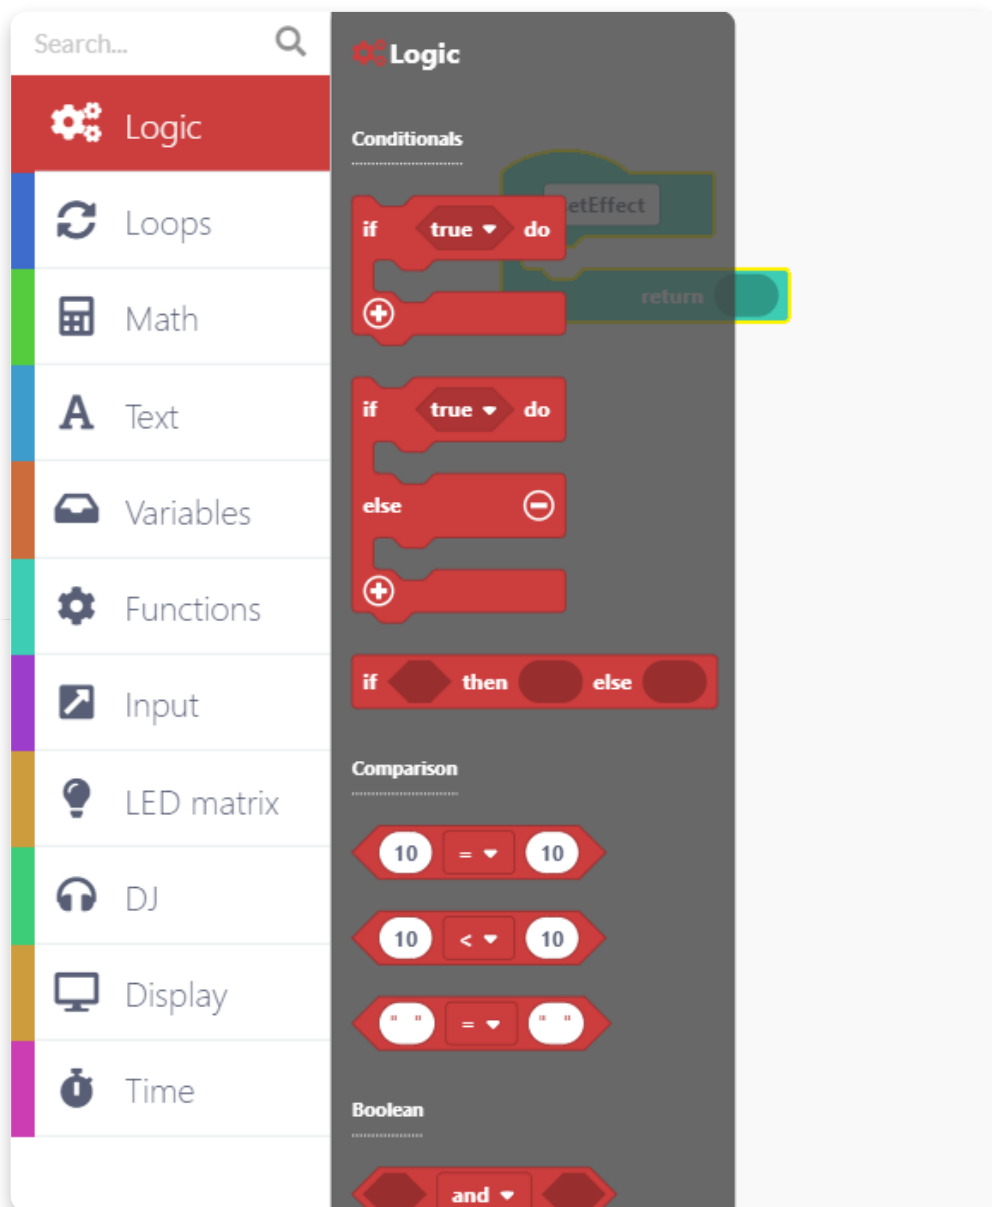 Search...
Logic
Loops
Math
Text
Variables
Functions
Input
LED matrix
DJ
Display
Time
Logic
Conditionals
if true do
if true do
else
if then else
Comparison
10 = 10
10 < 10
" " = " "
Boolean
and
etEffect
return